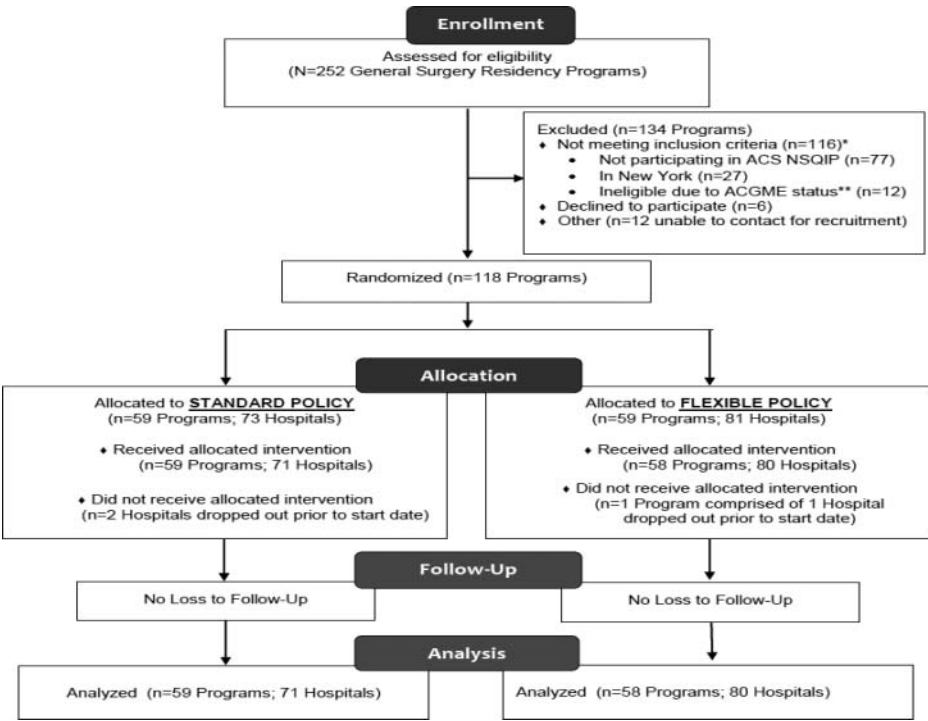 Enrollment
Assessed for eligibility
(N=252 General Surgery Residency Programs)
Excluded (n=134 Programs)
♦ Not meeting inclusion criteria (n=116)*
• Not participating in ACS NSQIP (n=77)
• In New York (n=27)
• Ineligible due to ACGME status** (n=12)
♦ Declined to participate (n=6)
♦ Other (n=12 unable to contact for recruitment)
Randomized (n=118 Programs)
Allocation
Allocated to STANDARD POLICY
(n=59 Programs; 73 Hospitals)
♦ Received allocated intervention
(n=59 Programs; 71 Hospitals)
♦ Did not receive allocated intervention
(n=2 Hospitals dropped out prior to start date)
Allocated to FLEXIBLE POLICY
(n=59 Programs; 81 Hospitals)
♦ Received allocated intervention
(n=58 Programs; 80 Hospitals)
♦ Did not receive allocated intervention
(n=1 Program comprised of 1 Hospital
dropped out prior to start date)
Follow-Up
No Loss to Follow-Up
No Loss to Follow-Up
Analysis
Analyzed (n=59 Programs; 71 Hospitals)
Analyzed (n=58 Programs; 80 Hospitals)